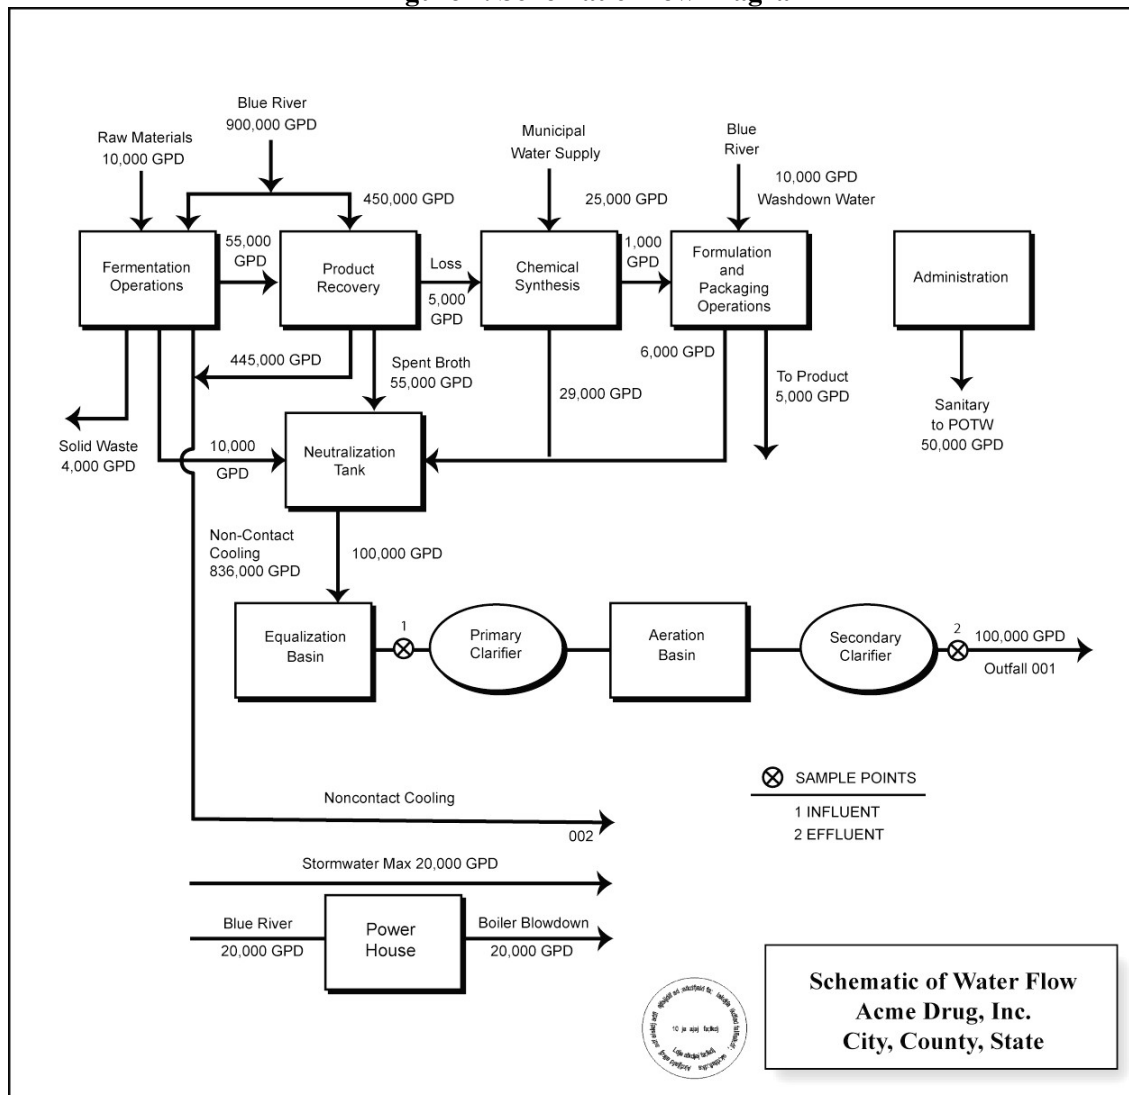 Blue River
900,000 GPD
Raw Materials
10,000 GPD
Municipal
Water Supply
Blue
River
450,000 GPD
25,000 GPD
10,000 GPD
Washdown Water
Fermentation
Operations
55,000
GPD
Product
Recovery
Loss
5,000
GPD
Chemical
Synthesis
1,000
GPD
Formulation
and
Packaging
Operations
Administration
445,000 GPD
Spent Broth
55,000 GPD
29,000 GPD
6,000 GPD
To Product
5,000 GPD
Sanitary
to POTW
50,000 GPD
Solid Waste
4,000 GPD
10,000
GPD
Neutralization
Tank
Non-Contact
Cooling
836,000 GPD
100,000 GPD
Equalization
Basin
1
Primary
Clarifier
Aeration
Basin
Secondary
Clarifier
2
100,000 GPD
Outfall 001
SAMPLE POINTS
1 INFLUENT
2 EFFLUENT
Noncontact Cooling
002
Stormwater Max 20,000 GPD
Blue River
20,000 GPD
Power
House
Boiler Blowdown
20,000 GPD
Schematic of Water Flow
Acme Drug, Inc.
City, County, State